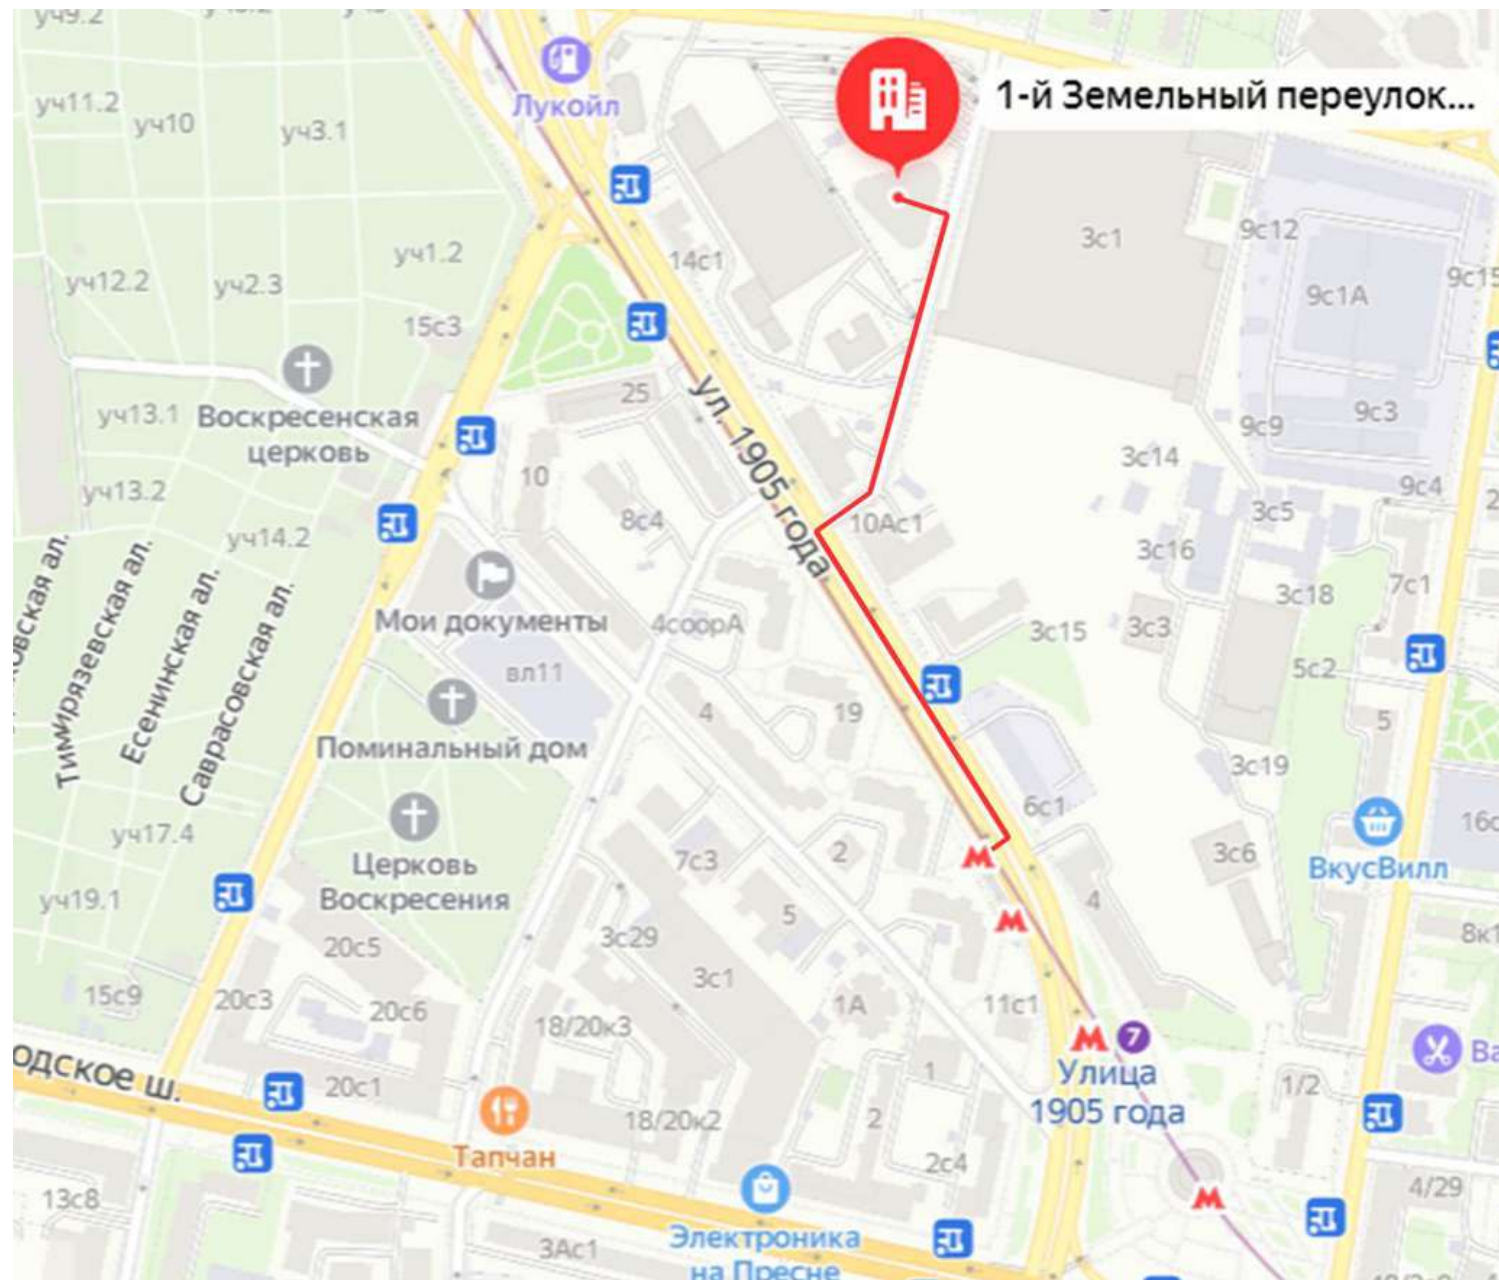 уч9.2
Лукойл
1-й Земельный переулок...
уч11.2
уч10
уч3.1
уч1.2
14с1
3с1
9с12
9с15
9с1А
уч12.2
уч2.3
15с3
25
ул. 1905 года
уч13.1
Воскресенская
церковь
9с3
9с9
3с14
9с4
уч13.2
10
8с4
10Ас1
3с5
3с16
уч14.2
Мои документы
4соорА
3с15
3с3
3с18
7с1
5с2
Тимирязевская ал.
Есенинская ал.
Саврасовская ал.
вл11
4
19
5
Поминальный дом
3с19
6с1
уч17.4
Церковь
Воскресения
7с3
2
3с6
ВкусВилл
уч19.1
4
5
3с29
20с5
3с1
8к1
15с9
20с3
20с6
18/20к3
1А
11с1
7
Улица
1905 года
одское ш.
20с1
1
1/2
Тапчан
18/20к2
2
2с4
13с8
4/29
Электроника
на Пресне
3Ас1